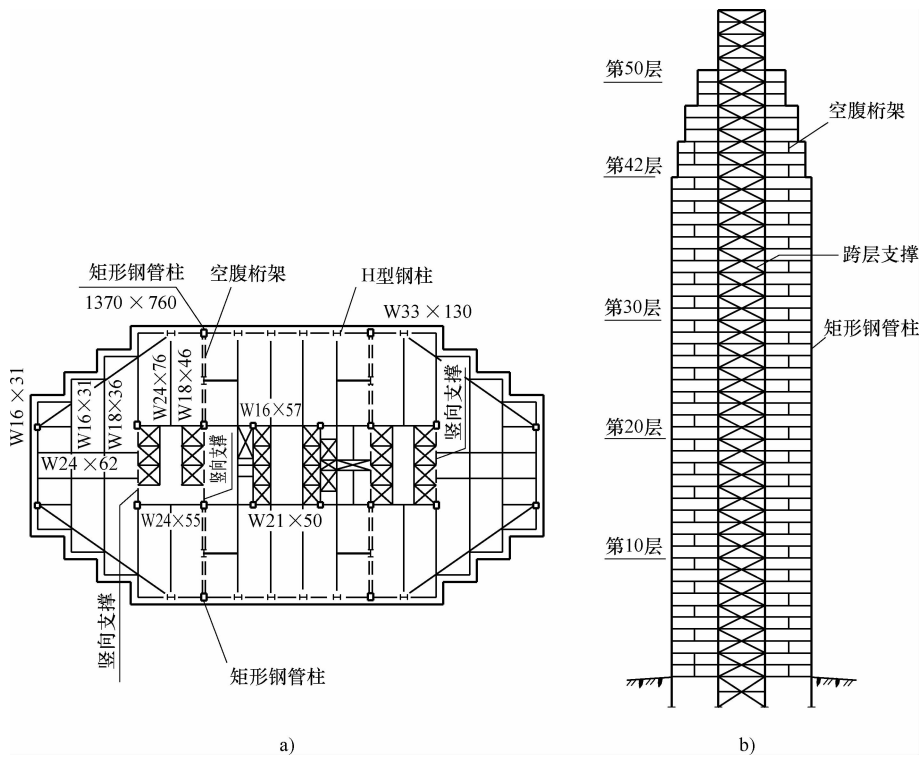 矩形钢管柱
1370×760
空腹桁架
H型钢柱
W33×130
W16×31
W16×31
W18×36
W24×76
W18×46
W16×57
竖向支撑
竖向支撑
W24×62
W24×55
W21×50
竖向支撑
矩形钢管柱
a)
第50层
空腹桁架
第42层
跨层支撑
第30层
矩形钢管柱
第20层
第10层
b)